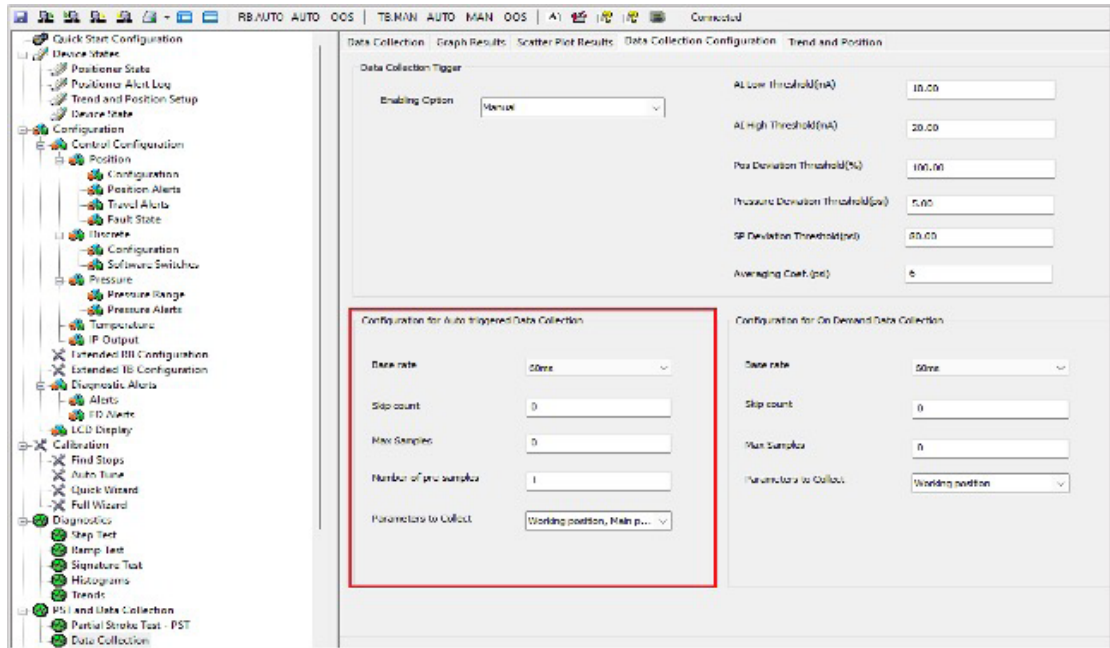 RB.AUTO AUTO OOS TB.MAN AUTO MAN OOS Connected
Quick Start Configuration
Device States
Positioner State
Positioner Alert Log
Trend and Position Setup
Device State
Configuration
Control Configuration
Position
Configuration
Position Alerts
Travel Alerts
Fault State
Discrete
Configuration
Software Switches
Pressure
Pressure Range
Pressure Alerts
Temperature
IP Output
Extended RB Configuration
Extended TB Configuration
Diagnostic Alerts
Alerts
ED Alerts
LCD Display
Calibration
Find Stops
Auto Tune
Quick Wizard
Full Wizard
Diagnostics
Step Test
Ramp Test
Signature Test
Histograms
Trends
PST and Data Collection
Partial Stroke Test - PST
Data Collection
Data Collection Graph Results Scatter Plot Results Data Collection Configuration Trend and Position
Data Collection Tigger
Enabling Option Manual
AI Low Threshold(mA) 10.00
AI High Threshold(mA) 20.00
Pos Deviation Threshold(%) 100.00
Pressure Deviation Threshold(psi) 5.00
SP Deviation Threshold(psi) 50.00
Averaging Coef.(psi) 6
Configuration for Auto triggered Data Collection
Base rate 60ms
Skip count 0
Max Samples 0
Number of pre samples 1
Parameters to Collect Working position, Main p...
Configuration for On Demand Data Collection
Base rate 60ms
Skip count 0
Max Samples 0
Parameters to Collect Working position